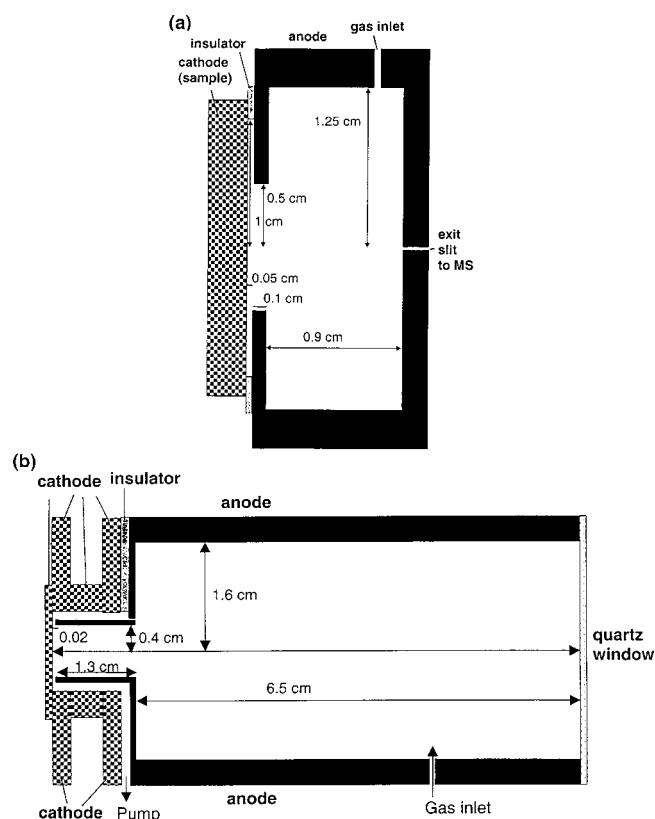 (a)
gas inlet
anode
insulator
cathode
(sample)
1.25 cm
0.5 cm
1 cm
exit
slit
to MS
0.05 cm
0.1 cm
0.9 cm
(b)
cathode insulator
anode
1.6 cm
0.02
0.4 cm
quartz
window
1.3 cm
6.5 cm
cathode Pump
anode
Gas inlet